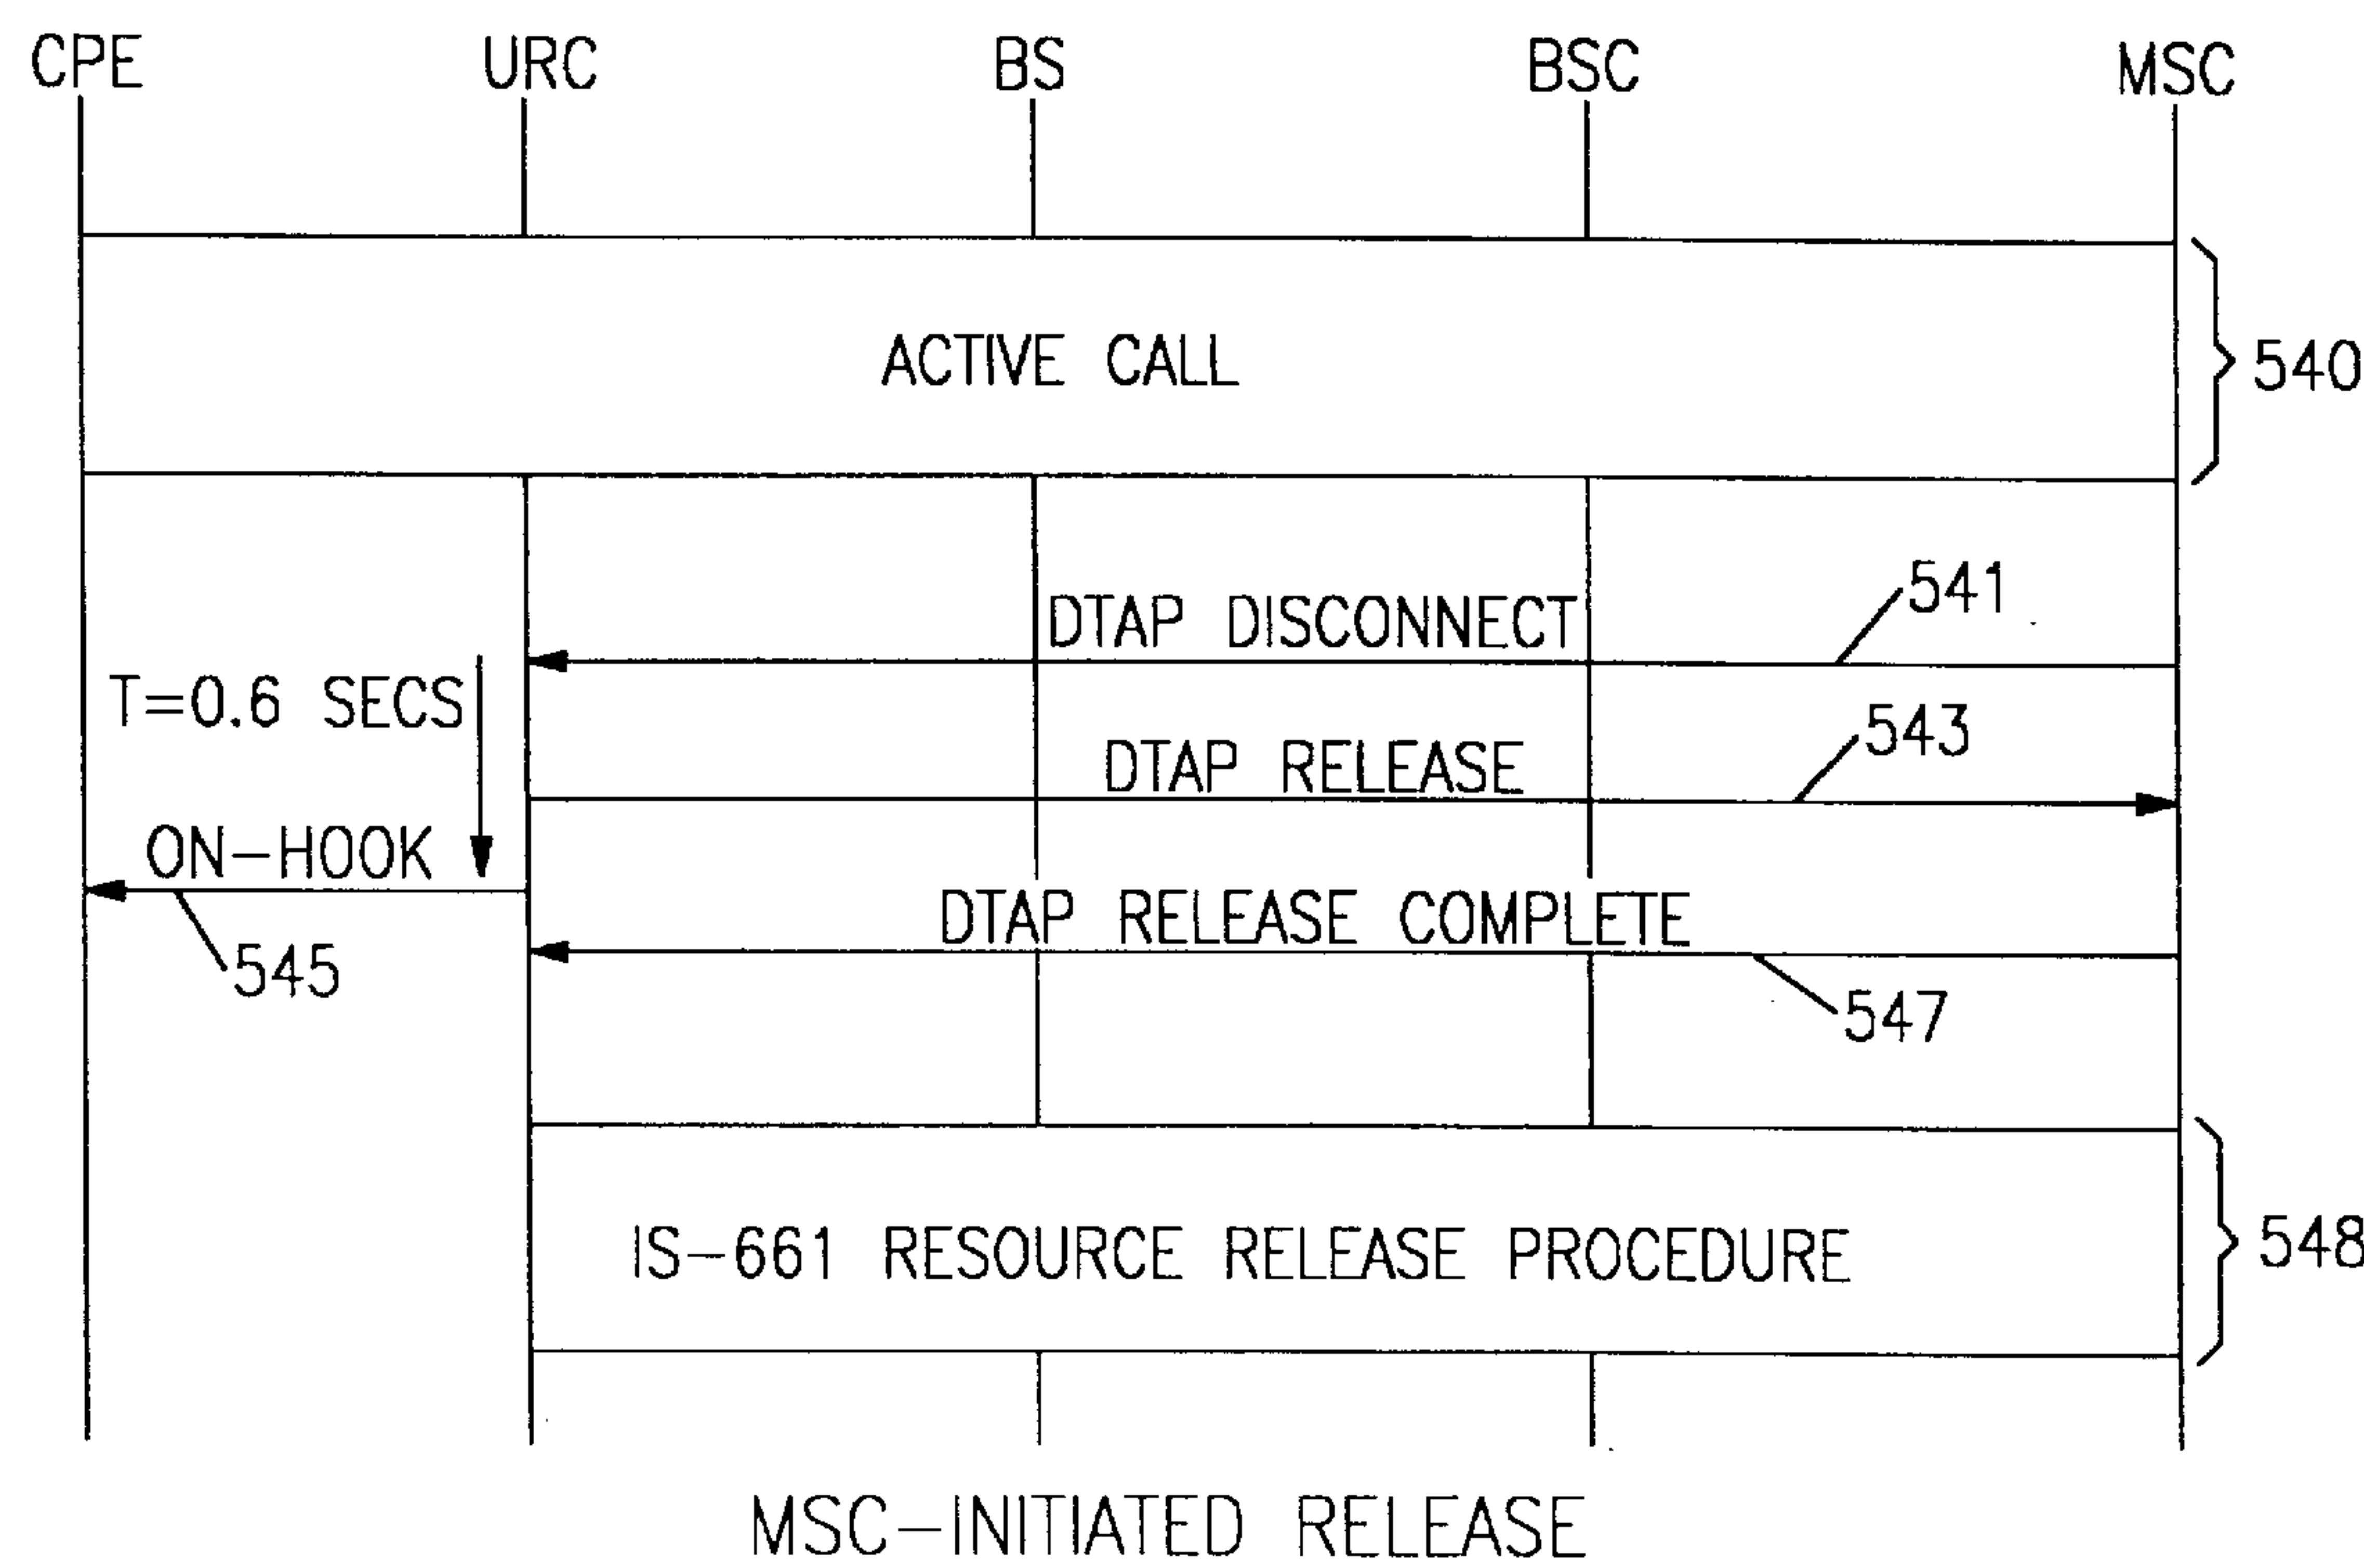 CPE URC BS BSC MSC
ACTIVE CALL
540
541
DTAP DISCONNECT
T=0.6 SECS
543
DTAP RELEASE
ON-HOOK
DTAP RELEASE COMPLETE
545
547
IS-661 RESOURCE RELEASE PROCEDURE
548
MSC-INITIATED RELEASE